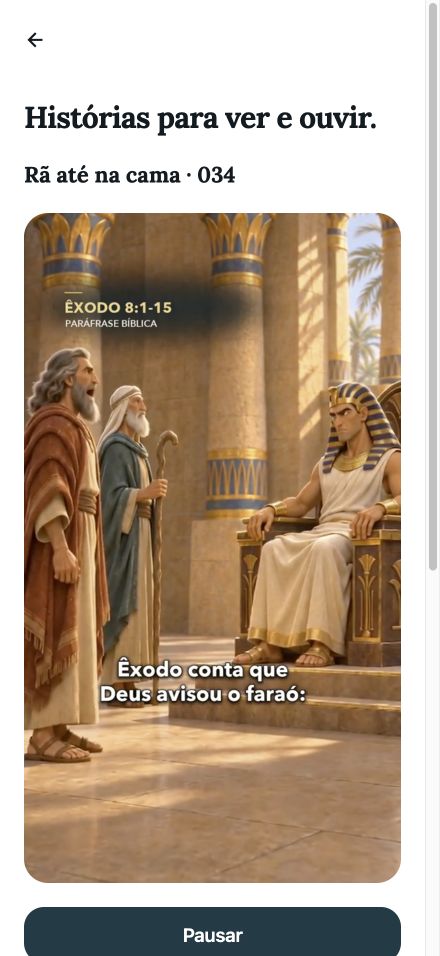 Histórias para ver e ouvir.
Rã até na cama · 034
ÊXODO 8:1-15
PARÁFRASE BÍBLICA
Êxodo conta que
Deus avisou o faraó:
Pausar